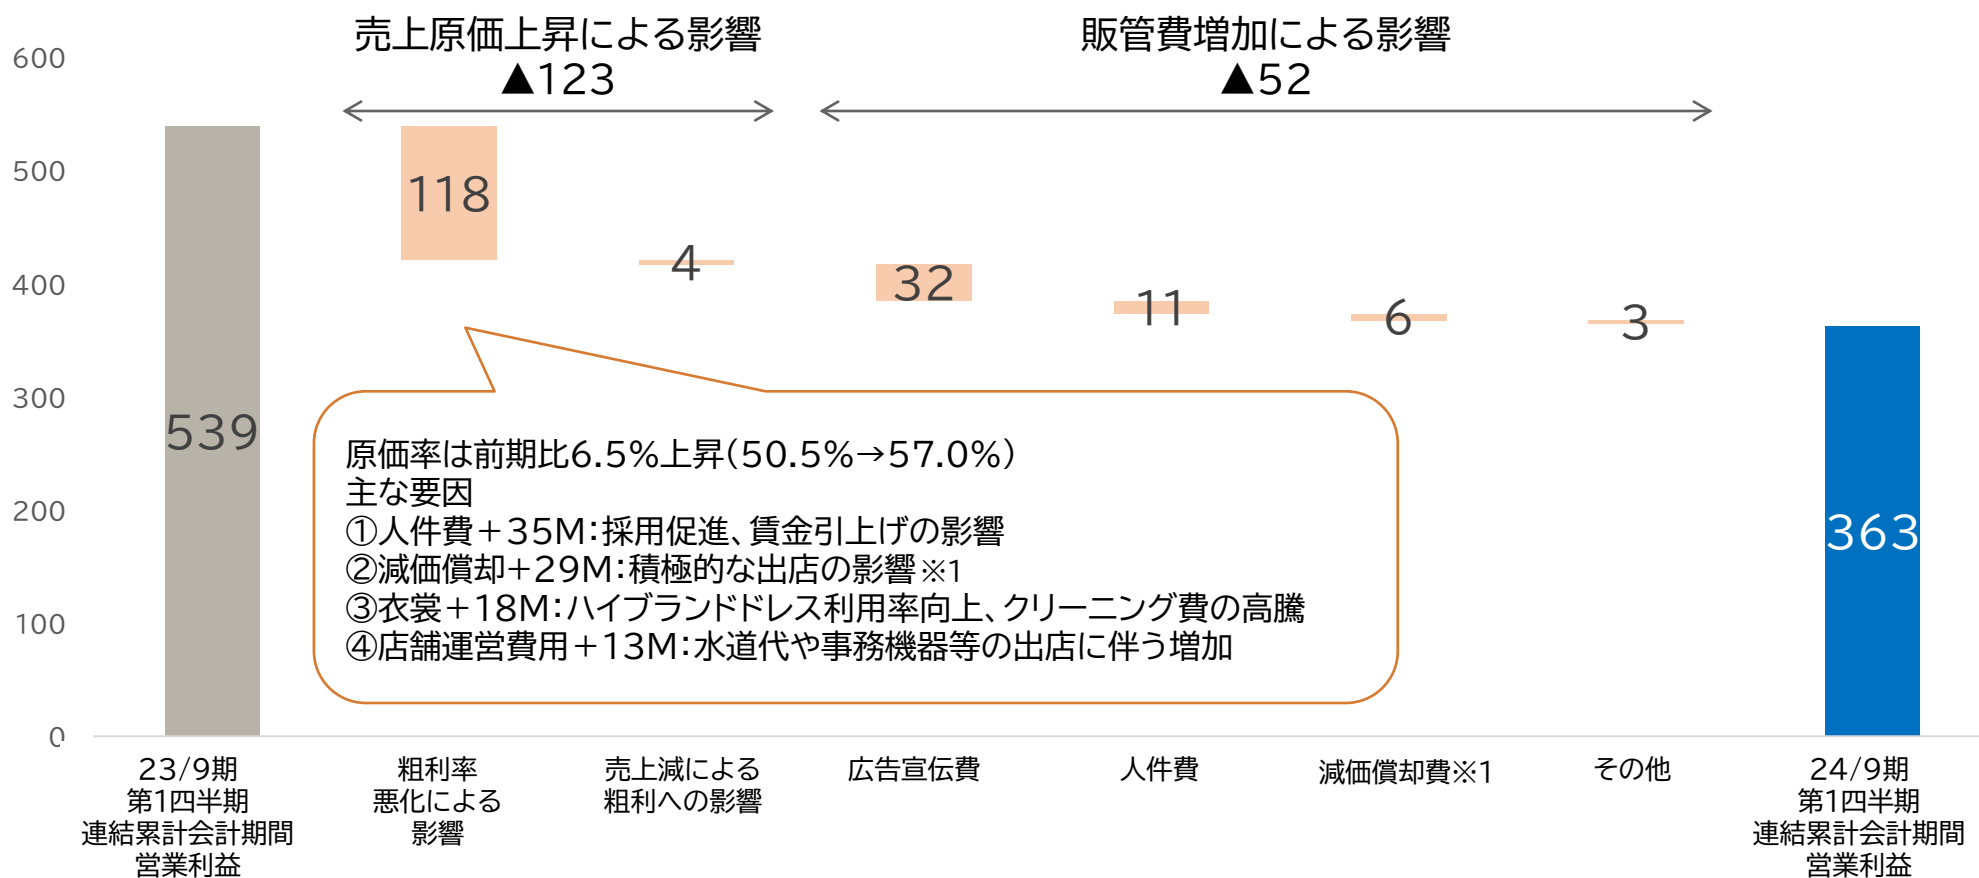 売上原価上昇による影響
▲123
販管費増加による影響
▲52
600
500
400
300
200
100
0
539
118
4
32
11
6
3
363
原価率は前期比6.5%上昇(50.5%→57.0%)
主な要因
①人件費+35M:採用促進、賃金引上げの影響
②減価償却+29M:積極的な出店の影響※1
③衣裳+18M:ハイブランドドレス利用率向上、クリーニング費の高騰
④店舗運営費用+13M:水道代や事務機器等の出店に伴う増加
23/9期
第1四半期
連結累計会計期間
営業利益
粗利率
悪化による
影響
売上減による
粗利への影響
広告宣伝費
人件費
減価償却費※1
その他
24/9期
第1四半期
連結累計会計期間
営業利益